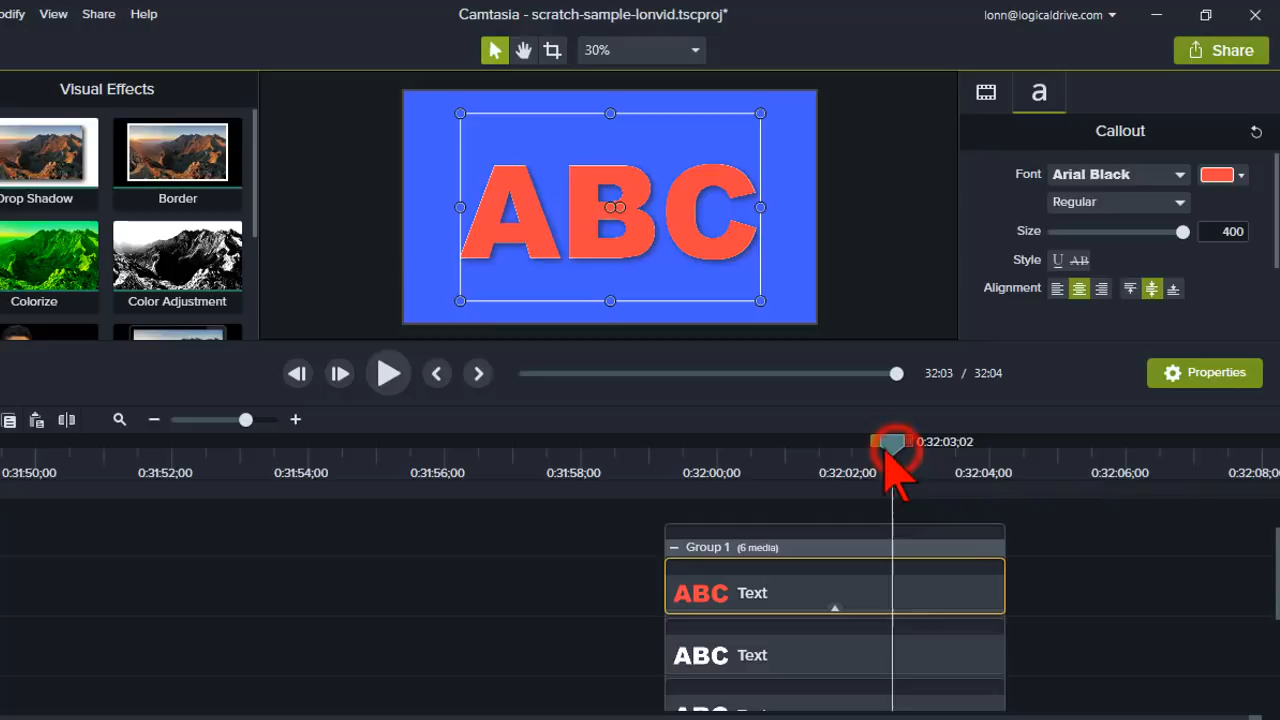 odify View Share Help
Camtasia - scratch-sample-lonvid.tscproj*
lonn@logicaldrive.com
30%
Share
Visual Effects
Drop Shadow
Border
Colorize
Color Adjustment
ABC
a
Callout
Font Arial Black
Regular
Size 400
Style U AB
Alignment
32:03 / 32:04
Properties
0:32:03;02
0:31:50;00 0:31:52;00 0:31:54;00 0:31:56;00 0:31:58;00 0:32:00;00 0:32:02;00 0:32:04;00 0:32:06;00 0:32:08;0
Group 1 (6 media)
ABC Text
ABC Text